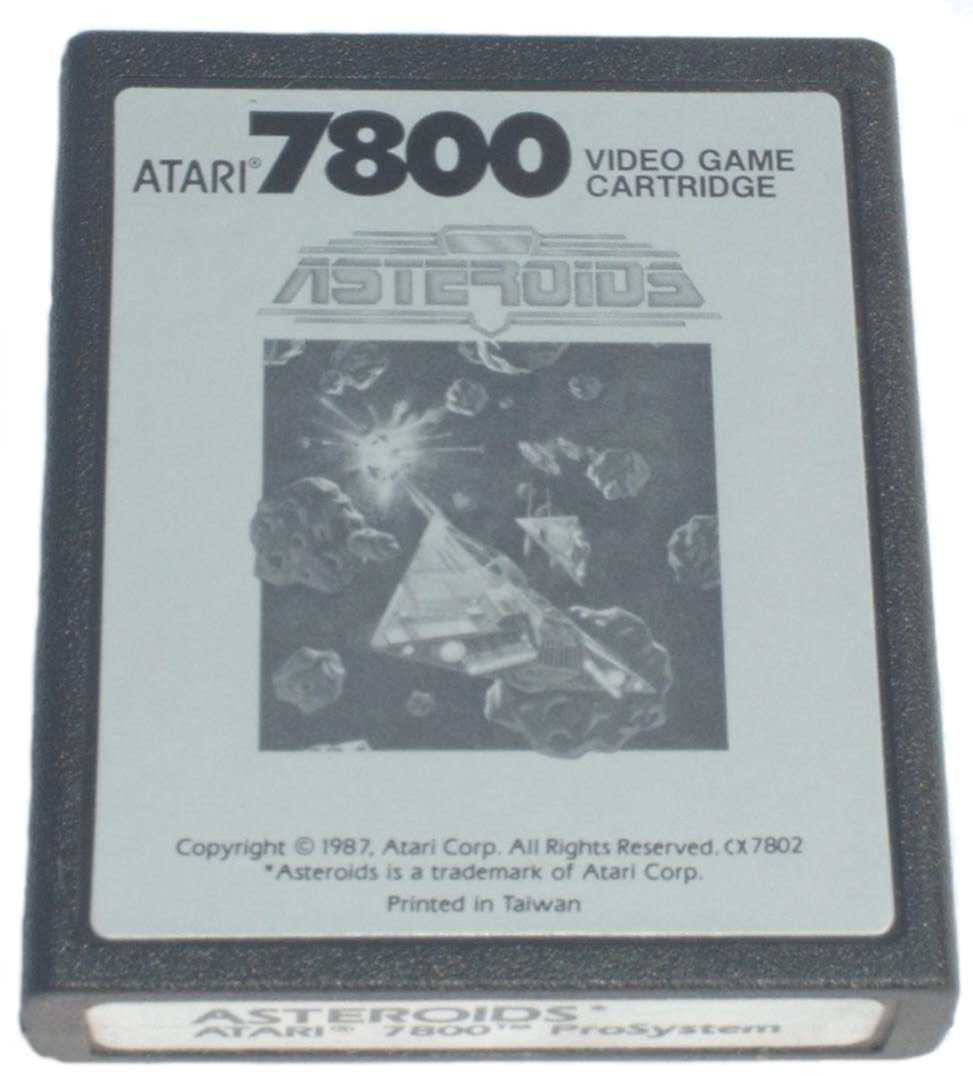 ATARI® 7800 VIDEO GAME
CARTRIDGE
ASTEROIDS
Copyright © 1987, Atari Corp. All Rights Reserved. CX7802
*Asteroids is a trademark of Atari Corp.
Printed in Taiwan
ASTEROIDS*
ATARI® 7800™ ProSystem